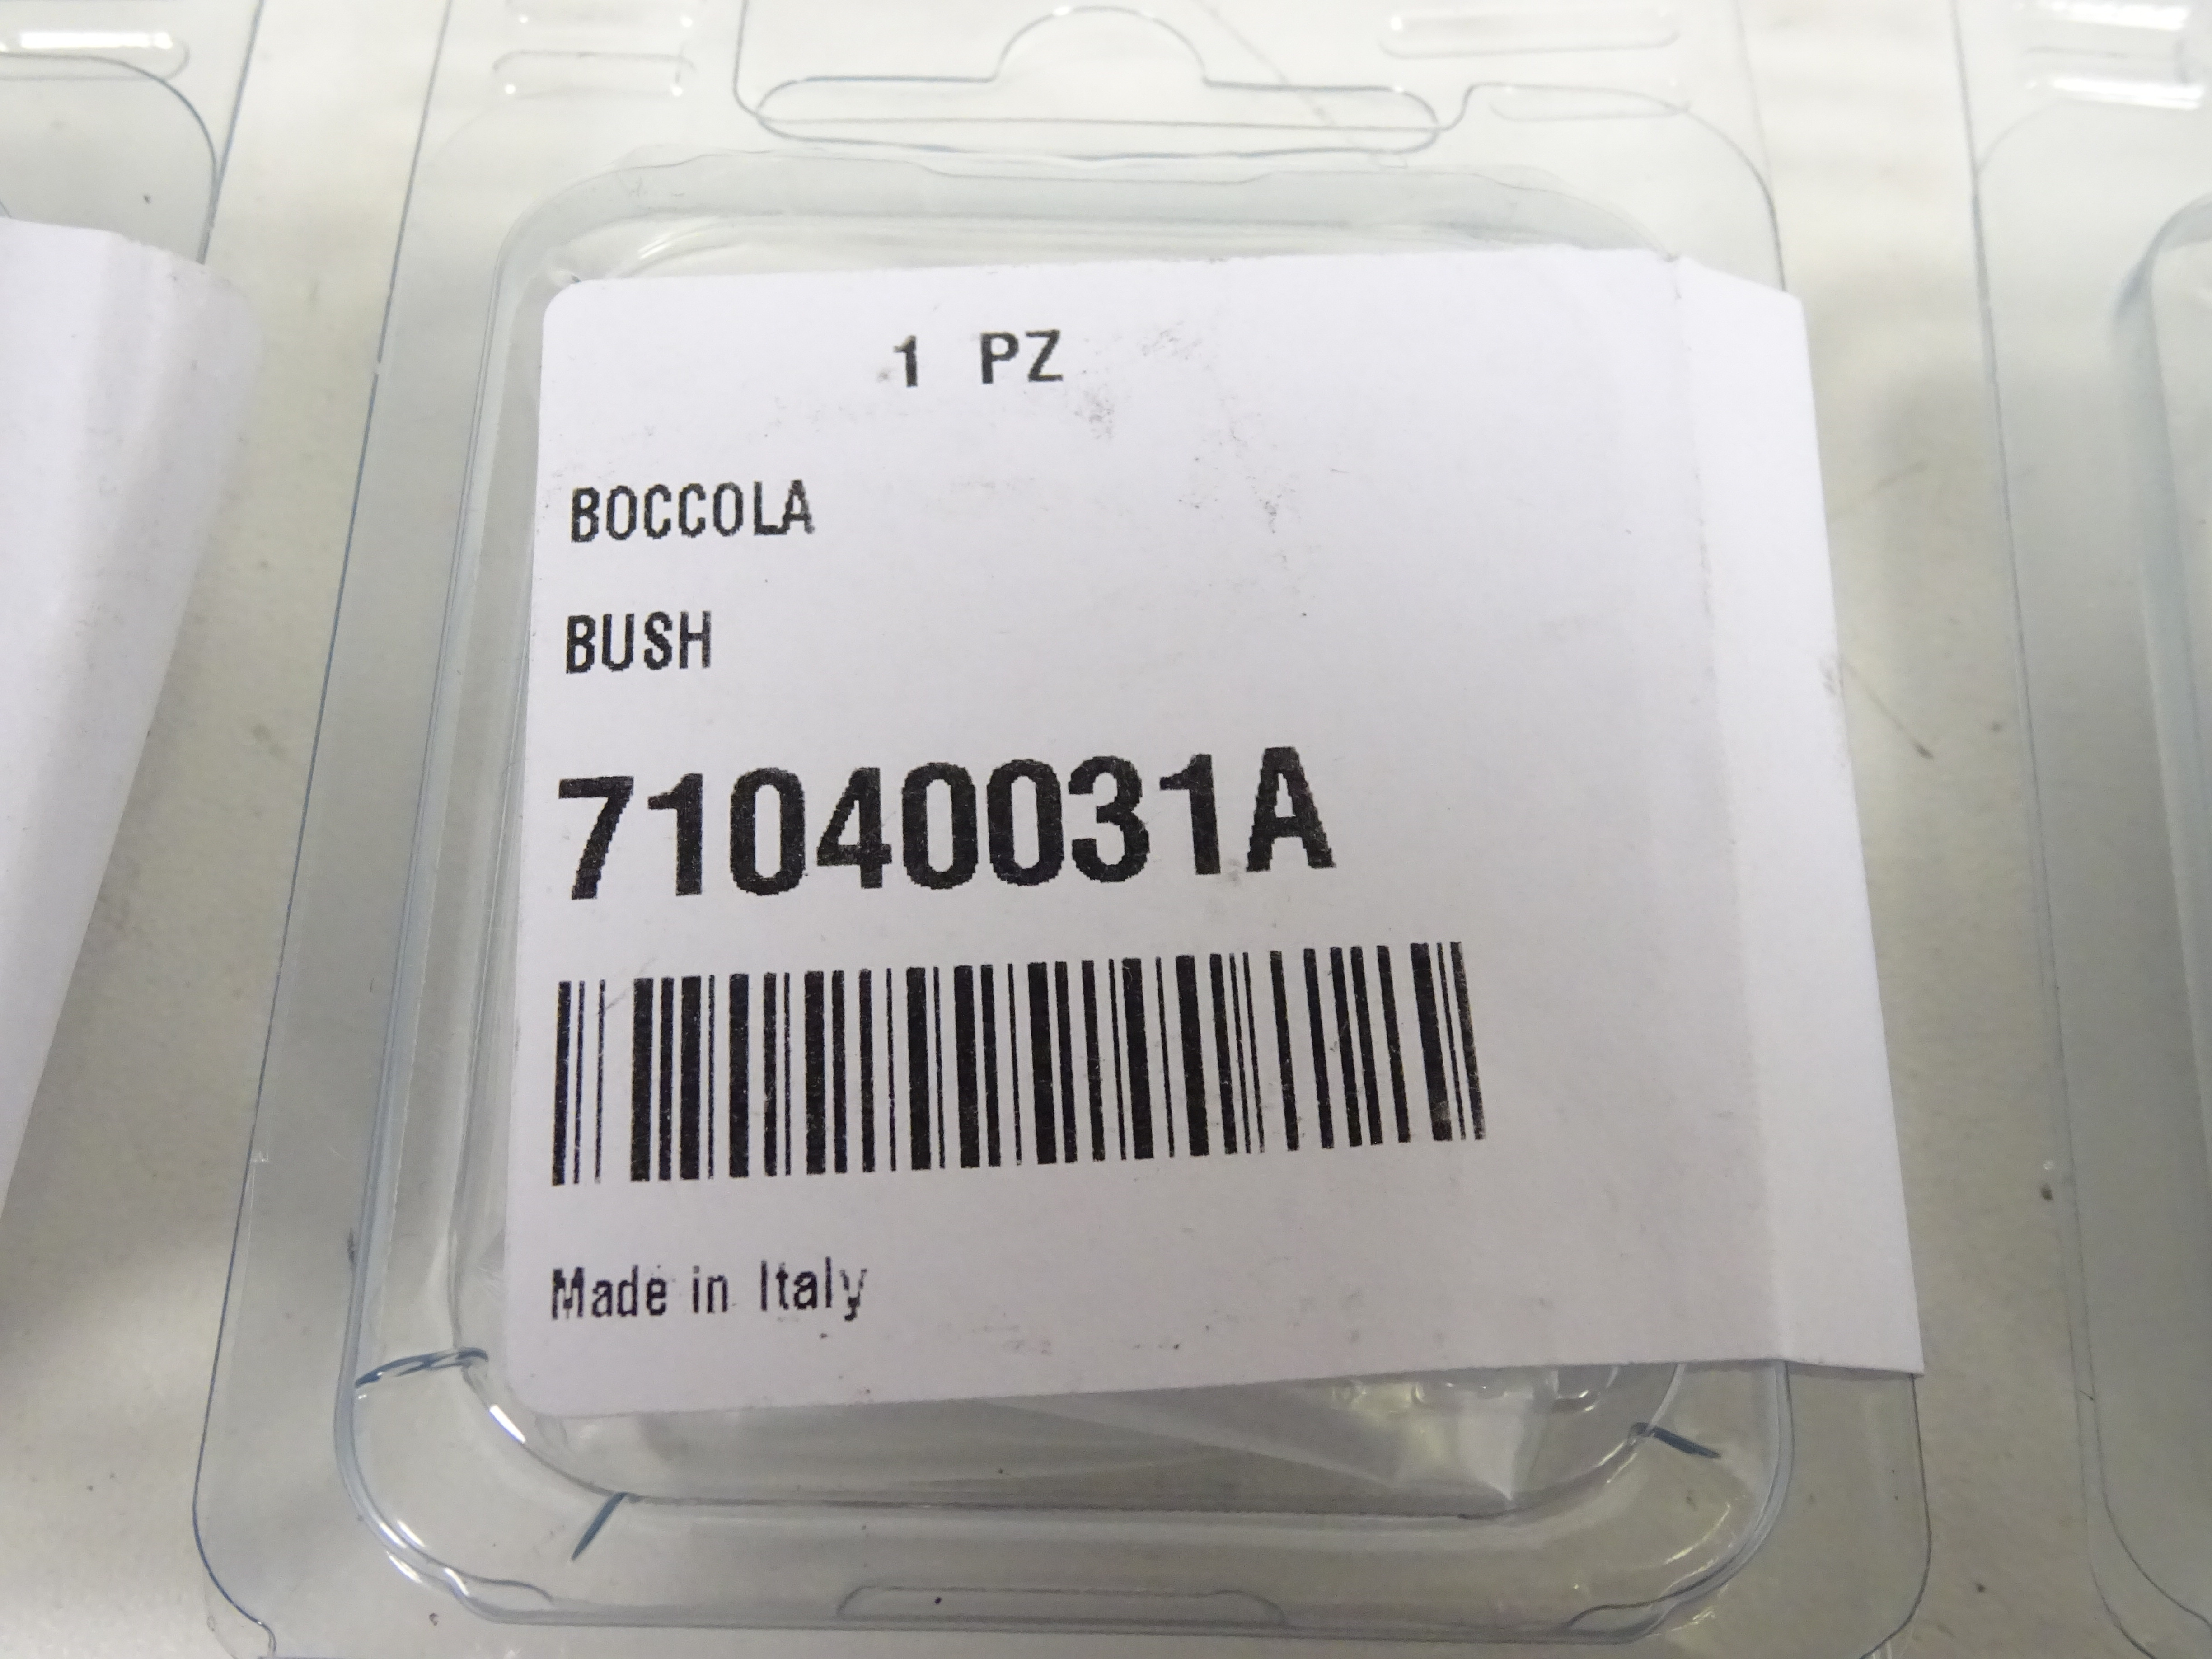 1 PZ
BOCCOLA
BUSH
71040031A
Made in Italy